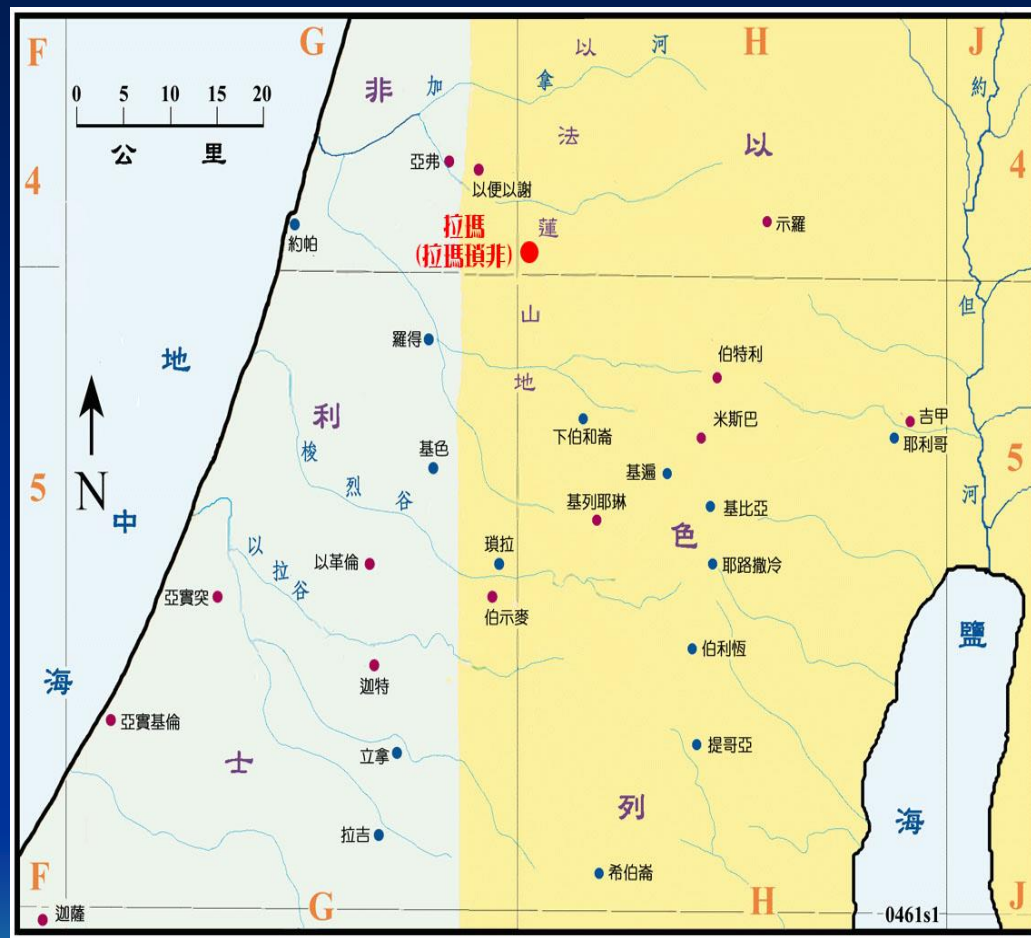 F
G
H
J
0 5 10 15 20
公里
4
4
非利士
加拿河
以法蓮山地
以色列
約但河
亞弗
以便以謝
示羅
拉瑪
(拉瑪瑣非)
約帕
地中海
羅得
伯特利
下伯和崙
米斯巴
吉甲
耶利哥
N
5
5
基色
梭烈谷
基遍
基列耶琳
基比亞
以拉谷
以革倫
瑣拉
耶路撒冷
亞實突
伯示麥
伯利恆
鹽海
迦特
亞實基倫
立拿
提哥亞
拉吉
希伯崙
F
G
H
J
迦薩
0461s1